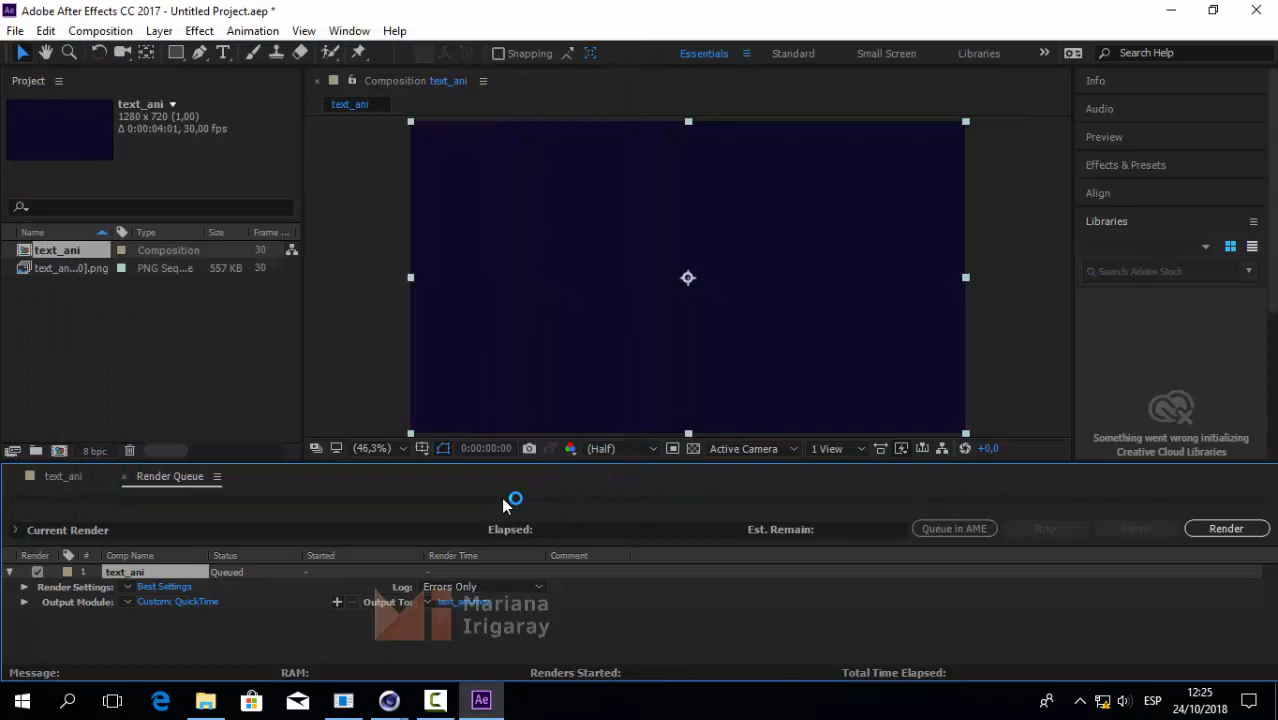 Adobe After Effects CC 2017 - Untitled Project.aep *
File Edit Composition Layer Effect Animation View Window Help
Snapping Essentials Standard Small Screen Libraries Search Help
Project
text_ani
1280 x 720 (1,00)
Δ 0:00:04:01, 30,00 fps
Name Type Size Frame ...
text_ani Composition 30
text_an...0].png PNG Seq...e 557 KB 30
8 bpc
Composition text_ani
text_ani
(46,3%) 0:00:00:00 (Half) Active Camera 1 View +0,0
Info
Audio
Preview
Effects & Presets
Align
Libraries
Search Adobe Stock
Something went wrong initializing
Creative Cloud Libraries
text_ani Render Queue
Current Render Elapsed: Est. Remain: Queue in AME Stop Pause Render
Render # Comp Name Status Started Render Time Comment
1 text_ani Queued - -
Render Settings: Best Settings Log: Errors Only
Output Module: Custom: QuickTime Output To:
Mariana
Irigaray
Message: RAM: Renders Started: Total Time Elapsed:
ESP
12:25
24/10/2018